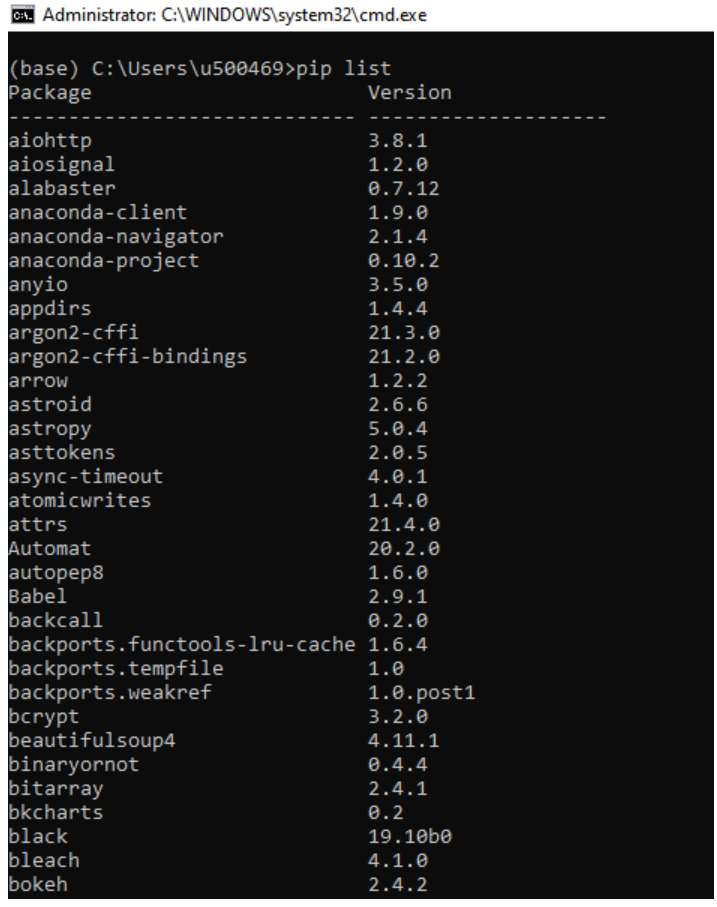 Administrator: C:\WINDOWS\system32\cmd.exe
(base) C:\Users\u500469>pip list
Package Version
----------------------------- --------------------
aiohttp 3.8.1
aiosignal 1.2.0
alabaster 0.7.12
anaconda-client 1.9.0
anaconda-navigator 2.1.4
anaconda-project 0.10.2
anyio 3.5.0
appdirs 1.4.4
argon2-cffi 21.3.0
argon2-cffi-bindings 21.2.0
arrow 1.2.2
astroid 2.6.6
astropy 5.0.4
asttokens 2.0.5
async-timeout 4.0.1
atomicwrites 1.4.0
attrs 21.4.0
Automat 20.2.0
autopep8 1.6.0
Babel 2.9.1
backcall 0.2.0
backports.functools-lru-cache 1.6.4
backports.tempfile 1.0
backports.weakref 1.0.post1
bcrypt 3.2.0
beautifulsoup4 4.11.1
binaryornot 0.4.4
bitarray 2.4.1
bkcharts 0.2
black 19.10b0
bleach 4.1.0
bokeh 2.4.2